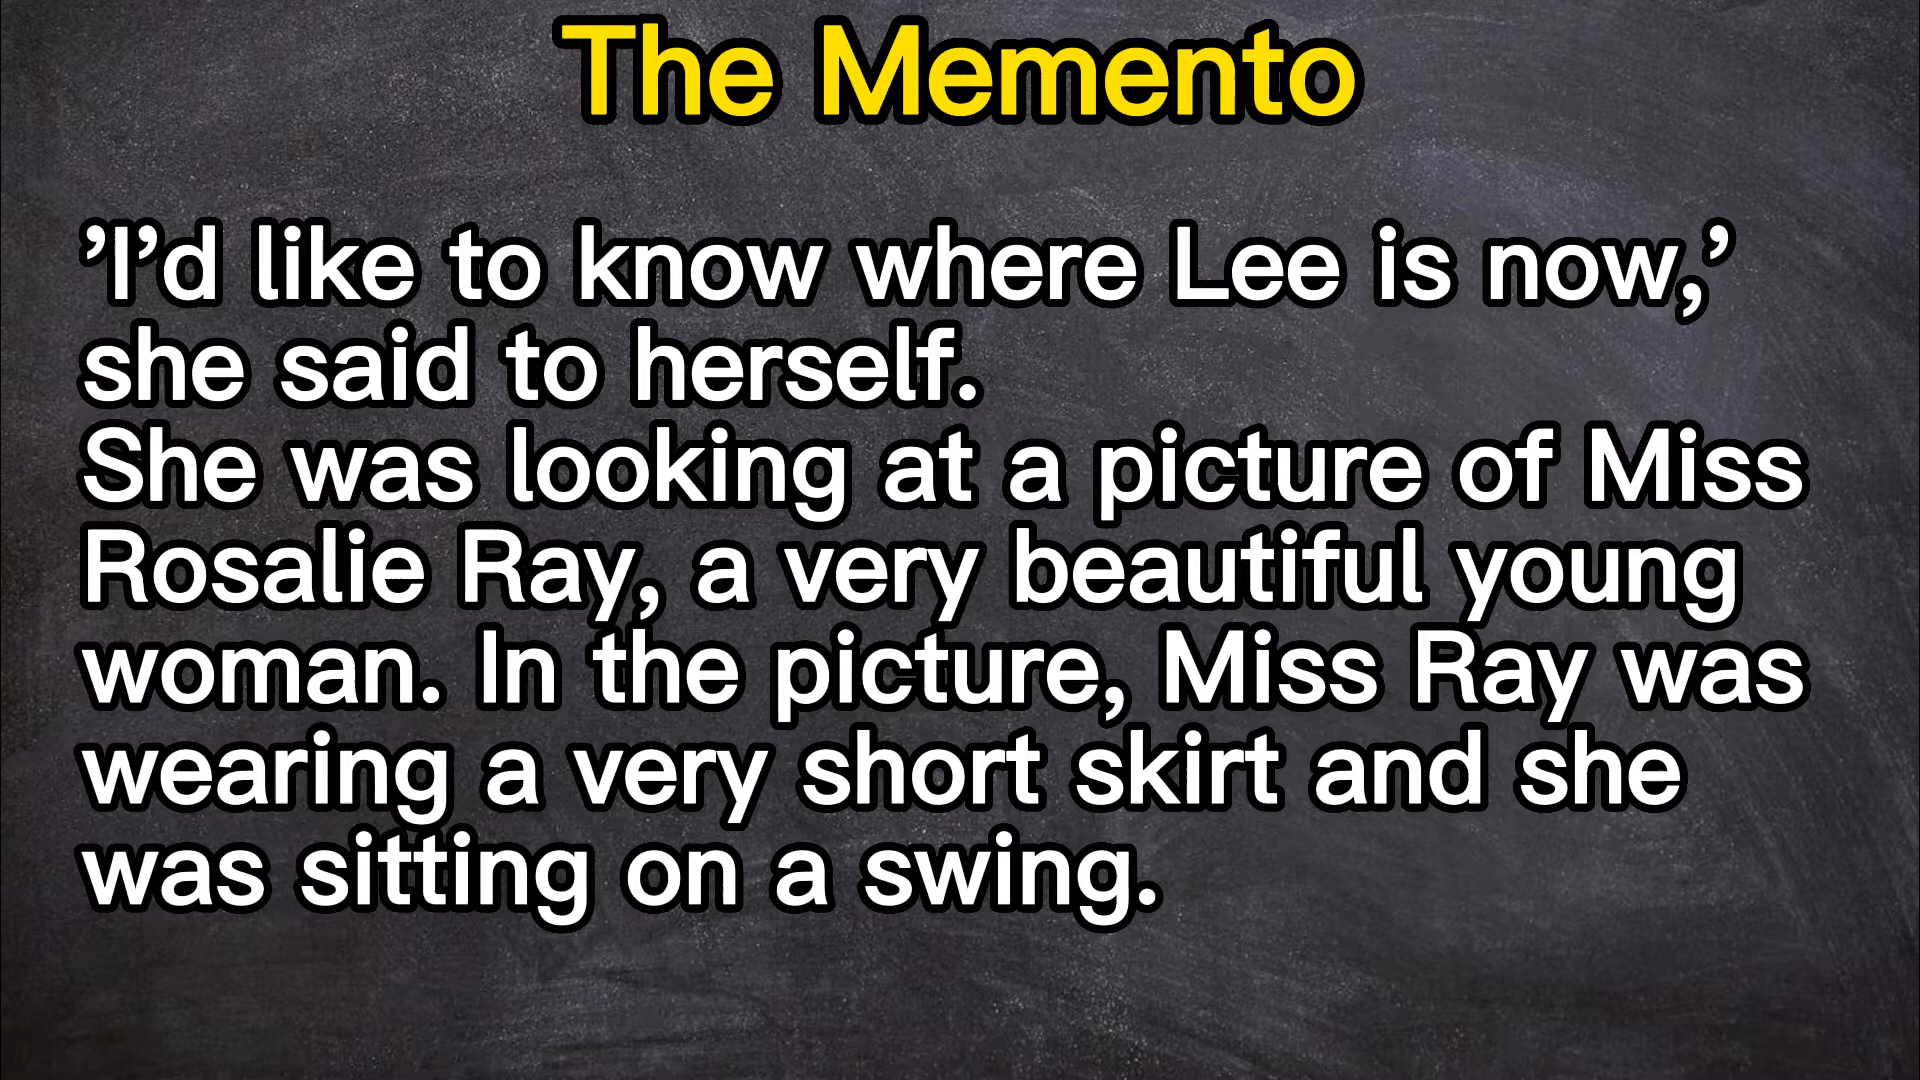 The Memento
’I’d like to know where Lee is now,’
she said to herself.
She was looking at a picture of Miss
Rosalie Ray, a very beautiful young
woman. In the picture, Miss Ray was
wearing a very short skirt and she
was sitting on a swing.